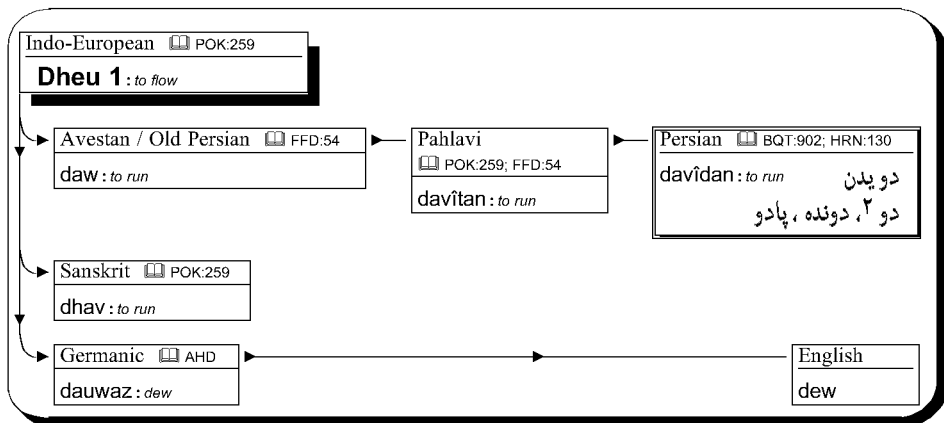 Indo-European 🕮 POK:259
Dheu 1 : to flow
Avestan / Old Persian 🕮 FFD:54
daw : to run
Pahlavi
🕮 POK:259; FFD:54
davîtan : to run
Persian 🕮 BQT:902; HRN:130
davîdan : to run دویدن
دو ۲، دونده ، پادو
Sanskrit 🕮 POK:259
dhav : to run
Germanic 🕮 AHD
dauwaz : dew
English
dew